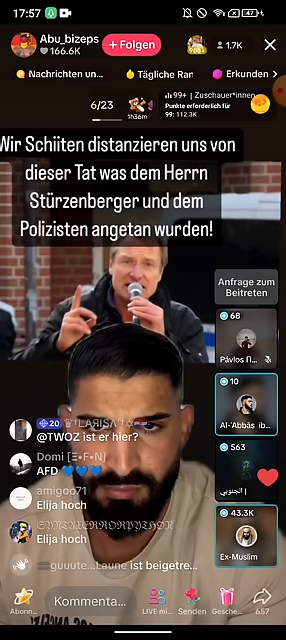 17:57
47
Abu_bizeps
166.6K
+ Folgen
1.7K
Nachrichten un...
Tägliche Ran
Erkunden
6/23
1h36m
99+ | Zuschauer*innen
Punkte erforderlich für
99: 112.3K
Wir Schiiten distanzieren uns von
dieser Tat was dem Herrn
Stürzenberger und dem
Polizisten angetan wurden!
Anfrage zum
Beitreten
68
10
Al-'Abbās ib..
563
الجنوبي
43.3K
Ex-Muslim
20
@TWOZ ist er hier?
Domi [Ξ•F•N]
AFD 💙💙💙
amigoo71
Elija hoch
Elija hoch
ist beigetre...
Abonn...
Kommenta...
LIVE mi...
Senden
Gesche...
657